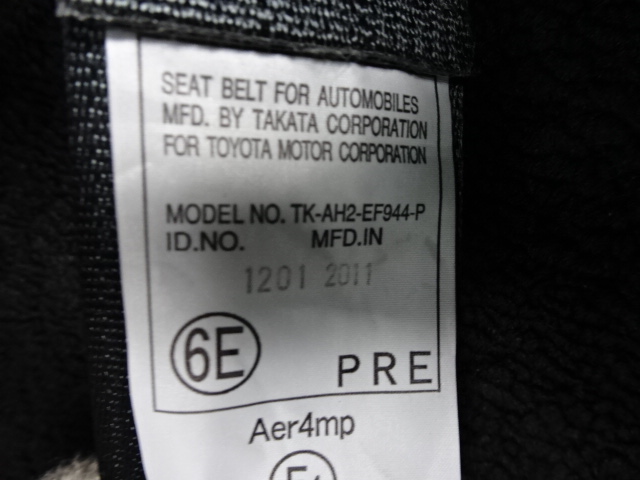 SEAT BELT FOR AUTOMOBILES
MFD. BY TAKATA CORPORATION
FOR TOYOTA MOTOR CORPORATION
MODEL NO. TK-AH2-EF944-P
ID.NO. MFD.IN
1201 2011
6E PRE
Aer4mp